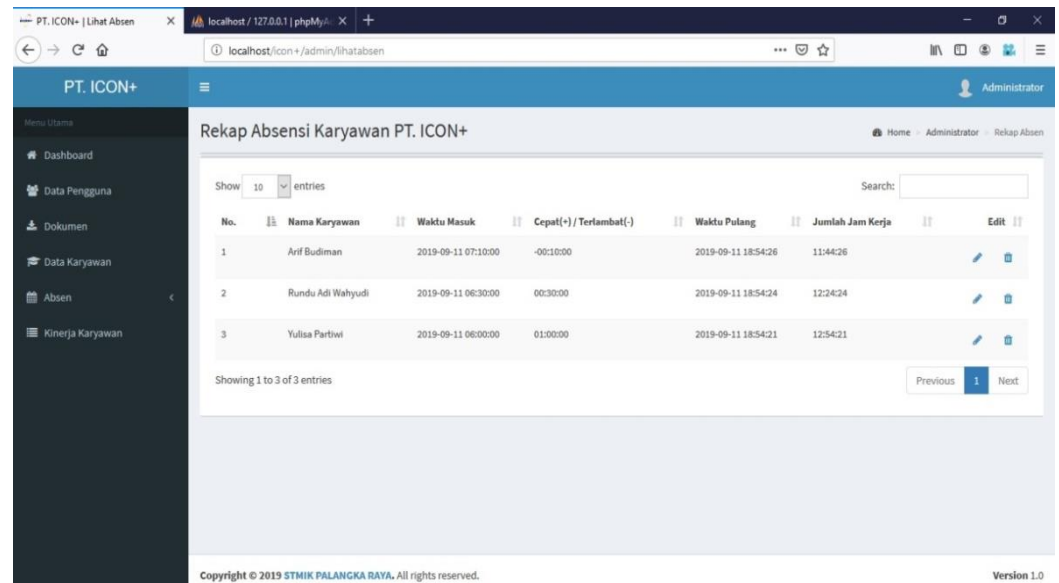 PT. ICON+ | Lihat Absen
localhost / 127.0.0.1 | phpMyAc
localhost/icon+/admin/lihatabsen
PT. ICON+
Administrator
Menu Utama
Dashboard
Data Pengguna
Dokumen
Data Karyawan
Absen
Kinerja Karyawan
Rekap Absensi Karyawan PT. ICON+
Home > Administrator > Rekap Absen
Show 10 entries
Search:
No. Nama Karyawan Waktu Masuk Cepat(+) / Terlambat(-) Waktu Pulang Jumlah Jam Kerja Edit
1 Arif Budiman 2019-09-11 07:10:00 -00:10:00 2019-09-11 18:54:26 11:44:26
2 Rundu Adi Wahyudi 2019-09-11 06:30:00 00:30:00 2019-09-11 18:54:24 12:24:24
3 Yulisa Partiwi 2019-09-11 06:00:00 01:00:00 2019-09-11 18:54:21 12:54:21
Showing 1 to 3 of 3 entries
Previous 1 Next
Copyright © 2019 STMIK PALANGKA RAYA. All rights reserved.
Version 1.0